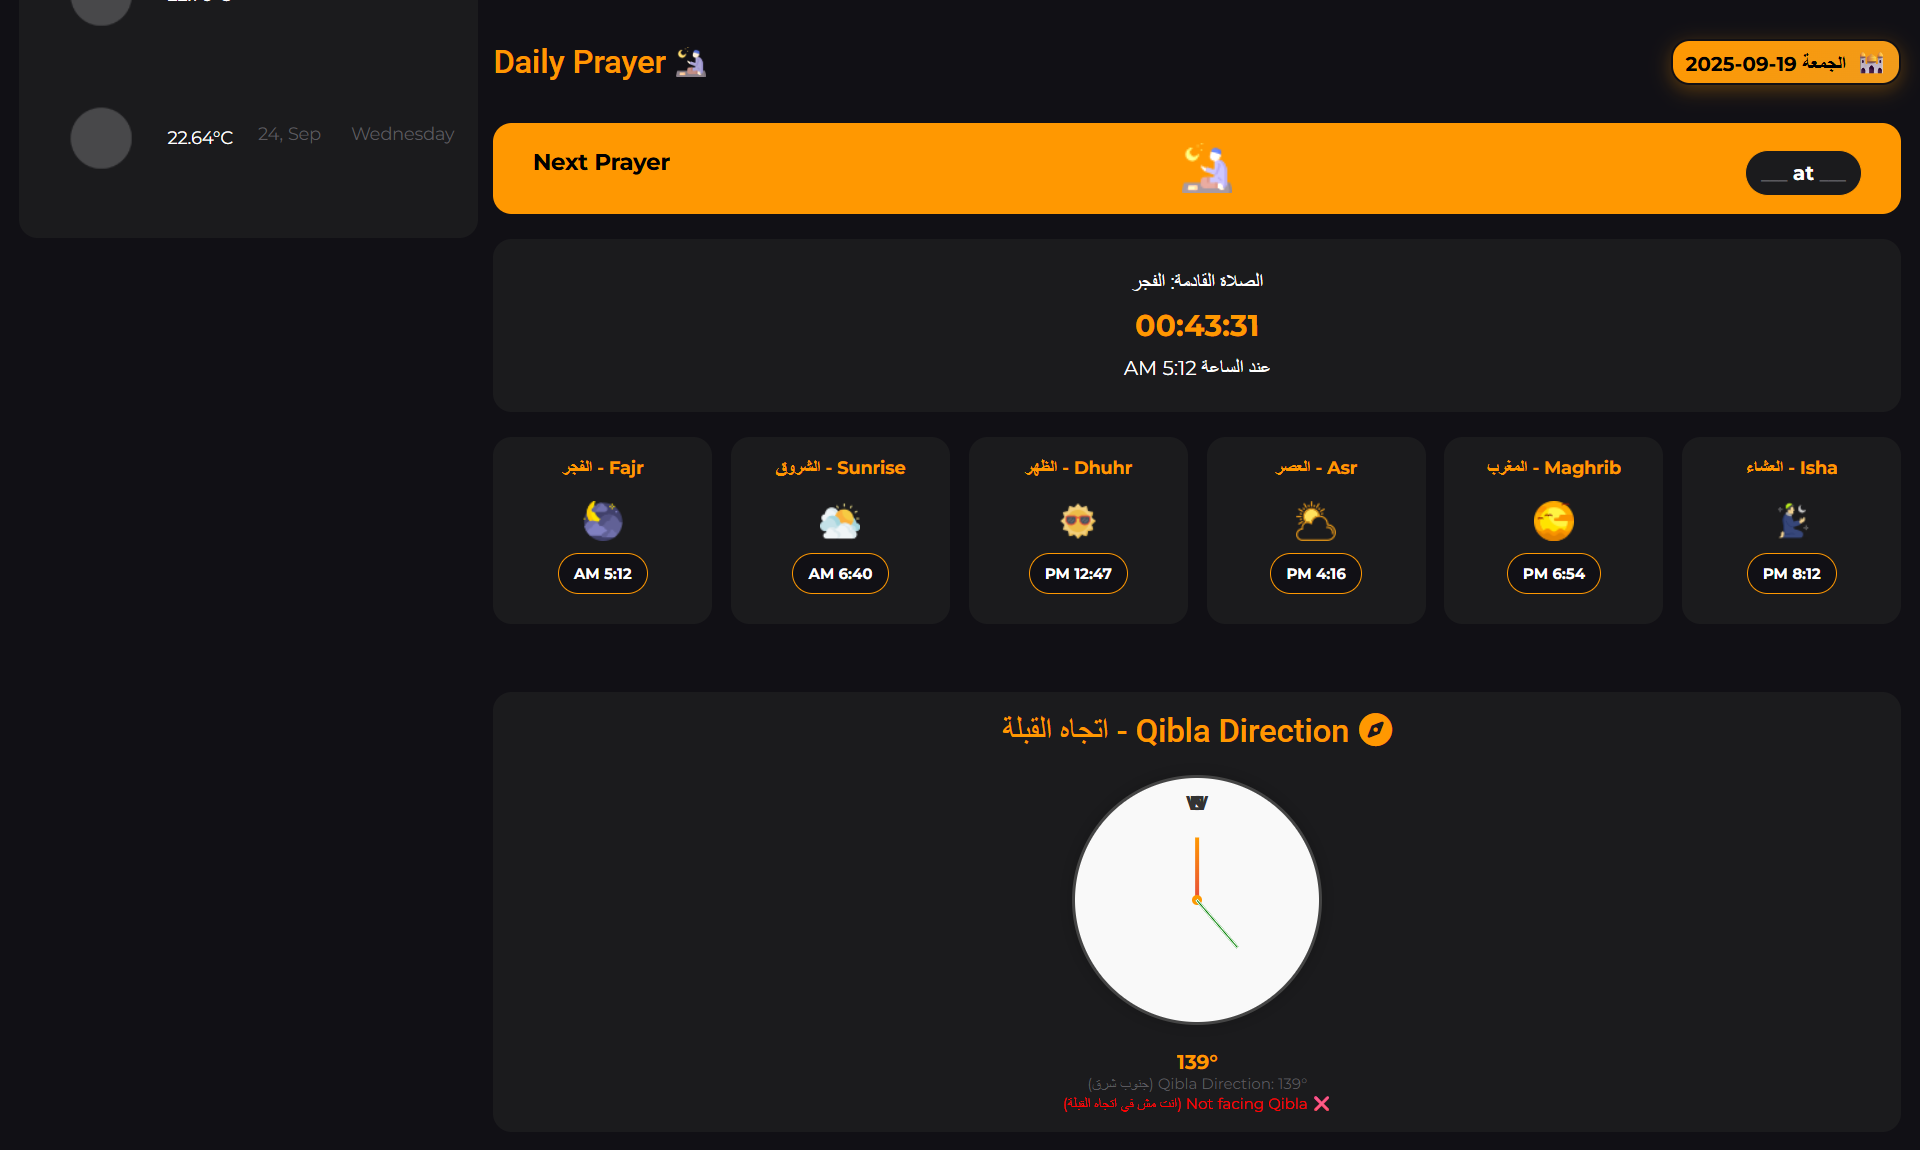 Daily Prayer
الجمعة 19-09-2025
22.64°C 24, Sep Wednesday
Next Prayer
___ at ___
الصلاة القادمة: الفجر
00:43:31
عند الساعة 5:12 AM
الفجر - Fajr
AM 5:12
الشروق - Sunrise
AM 6:40
الظهر - Dhuhr
PM 12:47
العصر - Asr
PM 4:16
المغرب - Maghrib
PM 6:54
العشاء - Isha
PM 8:12
اتجاه القبلة - Qibla Direction
W
139°
(جنوب شرق) Qibla Direction: 139°
(انت مش في اتجاه القبلة) Not facing Qibla ❌